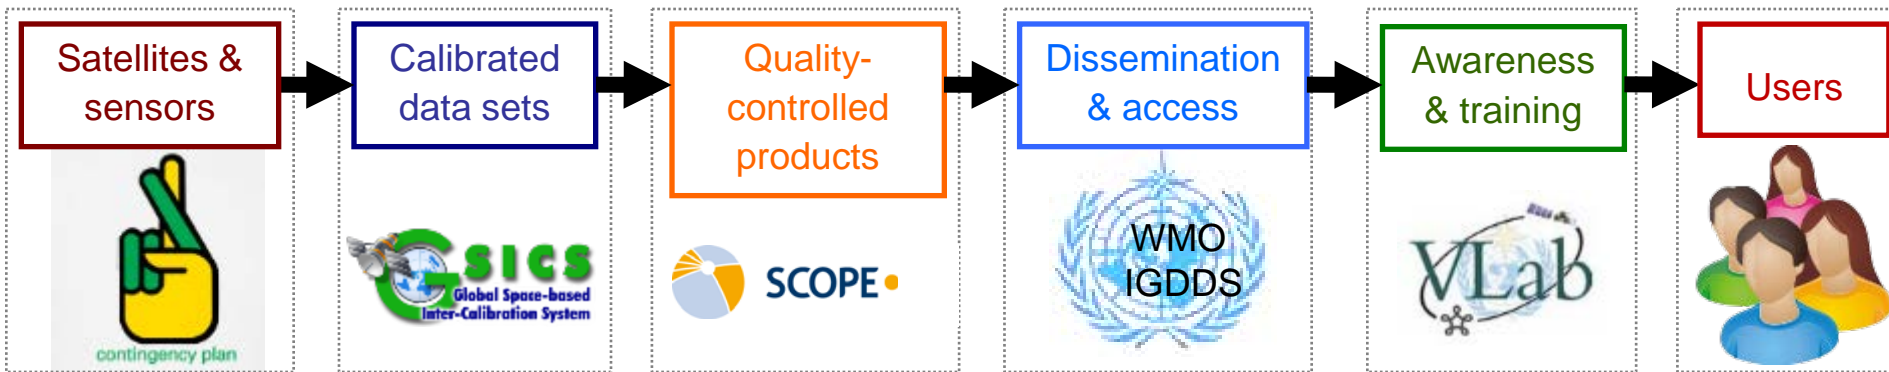 Satellites &
sensors
contingency plan
Calibrated
data sets
GSICS
Global Space-based
Inter-Calibration System
Quality-
controlled
products
SCOPE
Dissemination
& access
WMO
IGDDS
Awareness
& training
VLab
Users